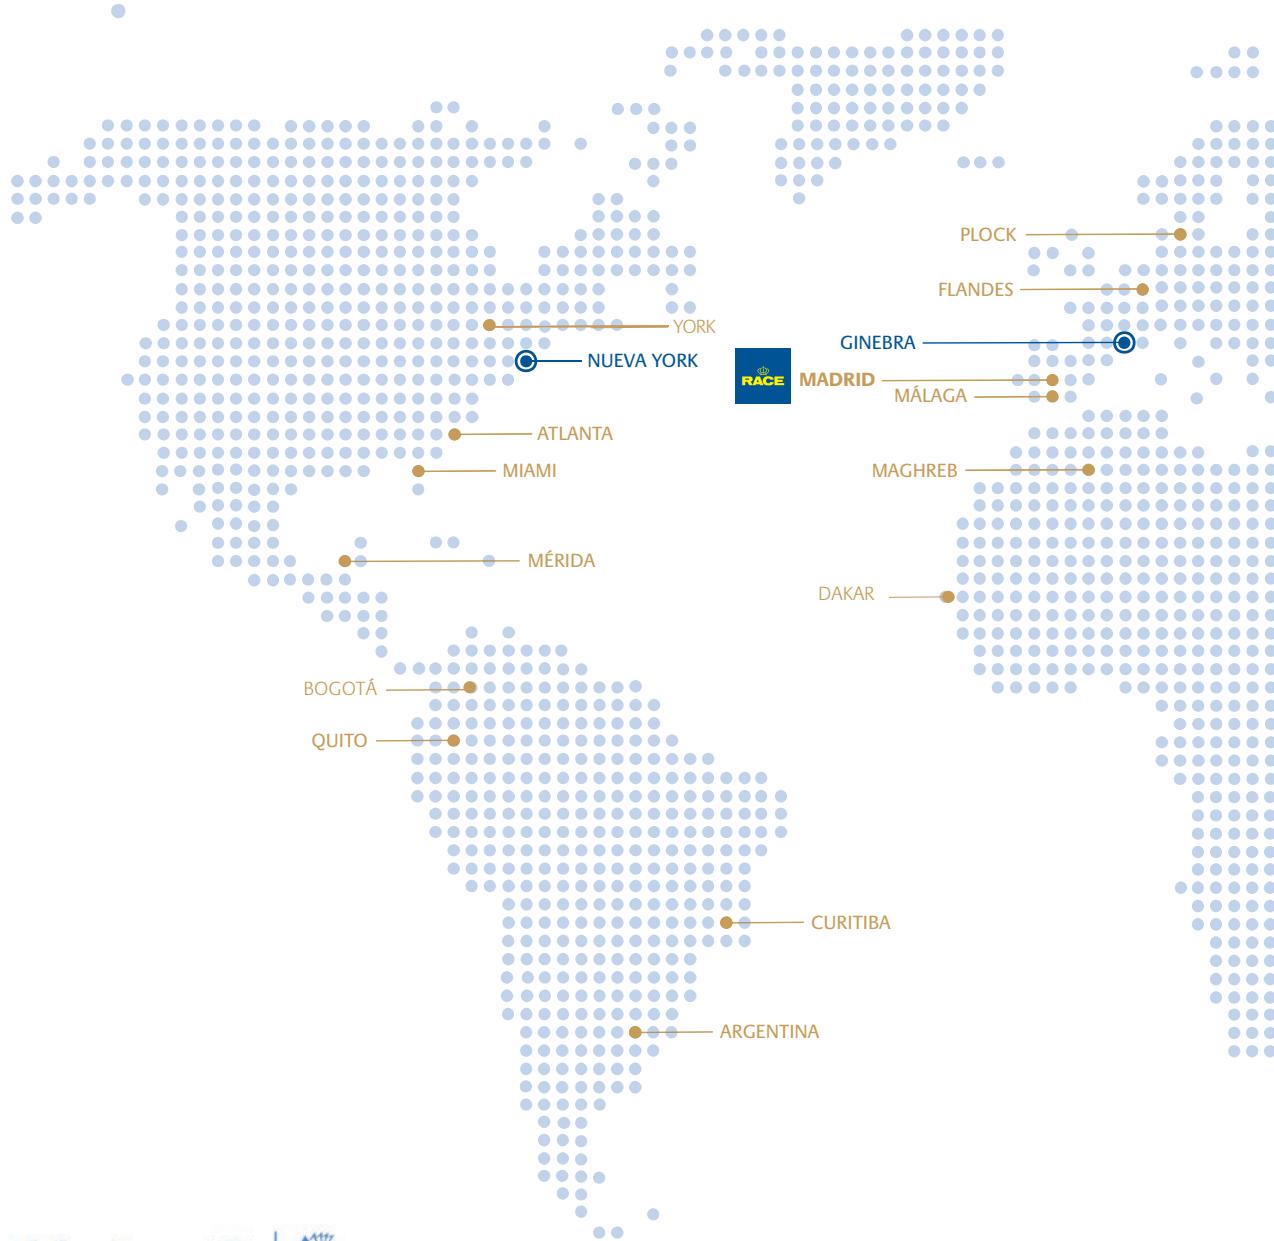 PLOCK
FLANDES
YORK
GINEBRA
NUEVA YORK
RACE
MADRID
MÁLAGA
ATLANTA
MIAMI
MAGHREB
MÉRIDA
DAKAR
BOGOTÁ
QUITO
CURITIBA
ARGENTINA